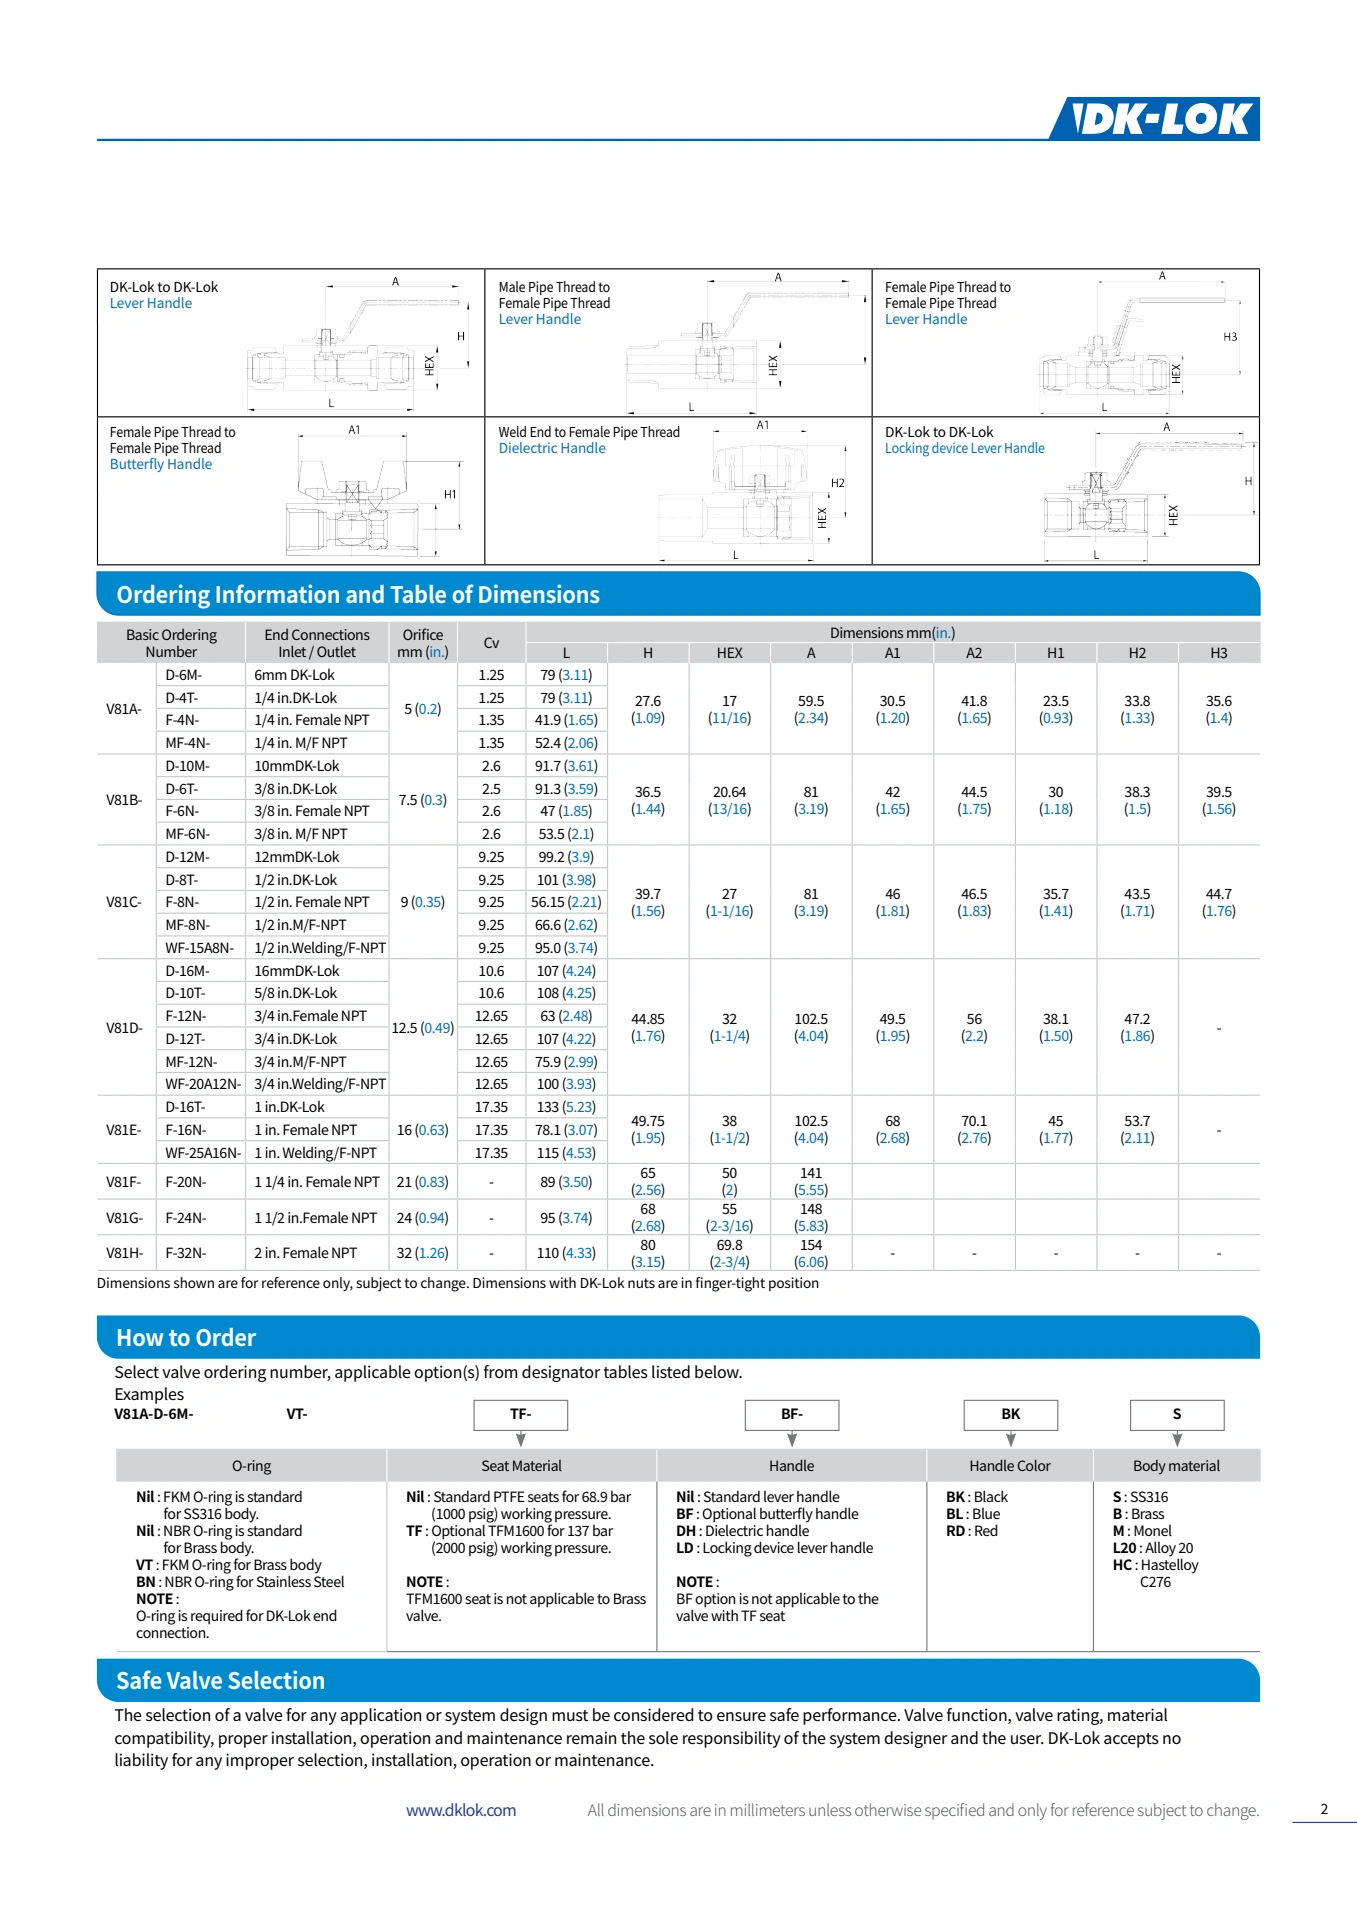 DK-LOK
DK-Lok to DK-Lok
Lever Handle
A
H
HEX
L
Male Pipe Thread to
Female Pipe Thread
Lever Handle
A
HEX
L
Female Pipe Thread to
Female Pipe Thread
Lever Handle
A
H3
HEX
L
Female Pipe Thread to
Female Pipe Thread
Butterfly Handle
A1
H1
Weld End to Female Pipe Thread
Dielectric Handle
A1
H2
HEX
L
DK-Lok to DK-Lok
Locking device Lever Handle
A
H
HEX
L
Ordering Information and Table of Dimensions
Basic Ordering Number End Connections Inlet / Outlet Orifice mm (in.) Cv Dimensions mm(in.)
L H HEX A A1 A2 H1 H2 H3
V81A- D-6M- 6mm DK-Lok 5 (0.2) 1.25 79 (3.11) 27.6 (1.09) 17 (11/16) 59.5 (2.34) 30.5 (1.20) 41.8 (1.65) 23.5 (0.93) 33.8 (1.33) 35.6 (1.4)
D-4T- 1/4 in.DK-Lok 1.25 79 (3.11)
F-4N- 1/4 in. Female NPT 1.35 41.9 (1.65)
MF-4N- 1/4 in. M/F NPT 1.35 52.4 (2.06)
V81B- D-10M- 10mmDK-Lok 7.5 (0.3) 2.6 91.7 (3.61) 36.5 (1.44) 20.64 (13/16) 81 (3.19) 42 (1.65) 44.5 (1.75) 30 (1.18) 38.3 (1.5) 39.5 (1.56)
D-6T- 3/8 in.DK-Lok 2.5 91.3 (3.59)
F-6N- 3/8 in. Female NPT 2.6 47 (1.85)
MF-6N- 3/8 in. M/F NPT 2.6 53.5 (2.1)
V81C- D-12M- 12mmDK-Lok 9 (0.35) 9.25 99.2 (3.9) 39.7 (1.56) 27 (1-1/16) 81 (3.19) 46 (1.81) 46.5 (1.83) 35.7 (1.41) 43.5 (1.71) 44.7 (1.76)
D-8T- 1/2 in.DK-Lok 9.25 101 (3.98)
F-8N- 1/2 in. Female NPT 9.25 56.15 (2.21)
MF-8N- 1/2 in.M/F-NPT 9.25 66.6 (2.62)
WF-15A8N- 1/2 in.Welding/F-NPT 9.25 95.0 (3.74)
V81D- D-16M- 16mmDK-Lok 12.5 (0.49) 10.6 107 (4.24) 44.85 (1.76) 32 (1-1/4) 102.5 (4.04) 49.5 (1.95) 56 (2.2) 38.1 (1.50) 47.2 (1.86) -
D-10T- 5/8 in.DK-Lok 10.6 108 (4.25)
F-12N- 3/4 in.Female NPT 12.65 63 (2.48)
D-12T- 3/4 in.DK-Lok 12.65 107 (4.22)
MF-12N- 3/4 in.M/F-NPT 12.65 75.9 (2.99)
WF-20A12N- 3/4 in.Welding/F-NPT 12.65 100 (3.93)
V81E- D-16T- 1 in.DK-Lok 16 (0.63) 17.35 133 (5.23) 49.75 (1.95) 38 (1-1/2) 102.5 (4.04) 68 (2.68) 70.1 (2.76) 45 (1.77) 53.7 (2.11) -
F-16N- 1 in. Female NPT 17.35 78.1 (3.07)
WF-25A16N- 1 in. Welding/F-NPT 17.35 115 (4.53)
V81F- F-20N- 1 1/4 in. Female NPT 21 (0.83) - 89 (3.50) 65 (2.56) 50 (2) 141 (5.55)
V81G- F-24N- 1 1/2 in.Female NPT 24 (0.94) - 95 (3.74) 68 (2.68) 55 (2-3/16) 148 (5.83)
V81H- F-32N- 2 in. Female NPT 32 (1.26) - 110 (4.33) 80 (3.15) 69.8 (2-3/4) 154 (6.06) - - - - -
Dimensions shown are for reference only, subject to change. Dimensions with DK-Lok nuts are in finger-tight position
How to Order
Select valve ordering number, applicable option(s) from designator tables listed below.
Examples
V81A-D-6M- VT- TF- BF- BK S
O-ring Seat Material Handle Handle Color Body material
Nil : FKM O-ring is standard
for SS316 body.
Nil : NBR O-ring is standard
for Brass body.
VT : FKM O-ring for Brass body
BN : NBR O-ring for Stainless Steel
NOTE :
O-ring is required for DK-Lok end
connection.
Nil : Standard PTFE seats for 68.9 bar
(1000 psig) working pressure.
TF : Optional TFM1600 for 137 bar
(2000 psig) working pressure.
NOTE :
TFM1600 seat is not applicable to Brass
valve.
Nil : Standard lever handle
BF : Optional butterfly handle
DH : Dielectric handle
LD : Locking device lever handle
NOTE :
BF option is not applicable to the
valve with TF seat
BK : Black
BL : Blue
RD : Red
S : SS316
B : Brass
M : Monel
L20 : Alloy 20
HC : Hastelloy
C276
Safe Valve Selection
The selection of a valve for any application or system design must be considered to ensure safe performance. Valve function, valve rating, material
compatibility, proper installation, operation and maintenance remain the sole responsibility of the system designer and the user. DK-Lok accepts no
liability for any improper selection, installation, operation or maintenance.
www.dklok.com All dimensions are in millimeters unless otherwise specified and only for reference subject to change. 2